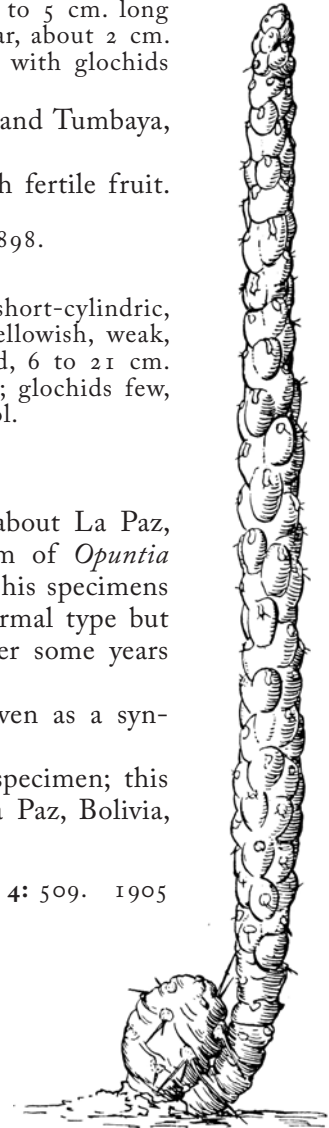 to 5 cm. long
ar, about 2 cm.
with glochids
and Tumbaya,
h fertile fruit.
898.
short-cylindric,
ellowish, weak,
d, 6 to 21 cm.
; glochids few,
ol.
about La Paz,
m of Opuntia
his specimens
rmal type but
er some years
ven as a syn-
specimen; this
a Paz, Bolivia,
4: 509. 1905